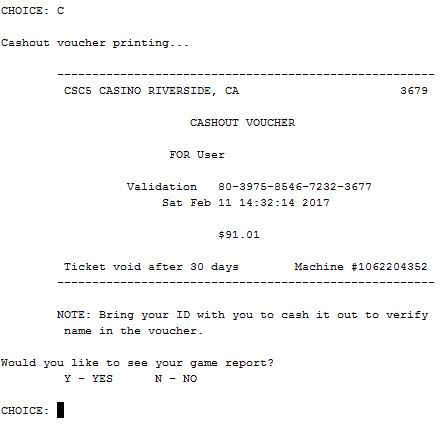 CHOICE: C
Cashout voucher printing...
CSC5 CASINO RIVERSIDE, CA 3679
CASHOUT VOUCHER
FOR User
Validation 80-3975-8546-7232-3677
Sat Feb 11 14:32:14 2017
$91.01
Ticket void after 30 days Machine #1062204352
NOTE: Bring your ID with you to cash it out to verify
name in the voucher.
Would you like to see your game report?
Y - YES N - NO
CHOICE: